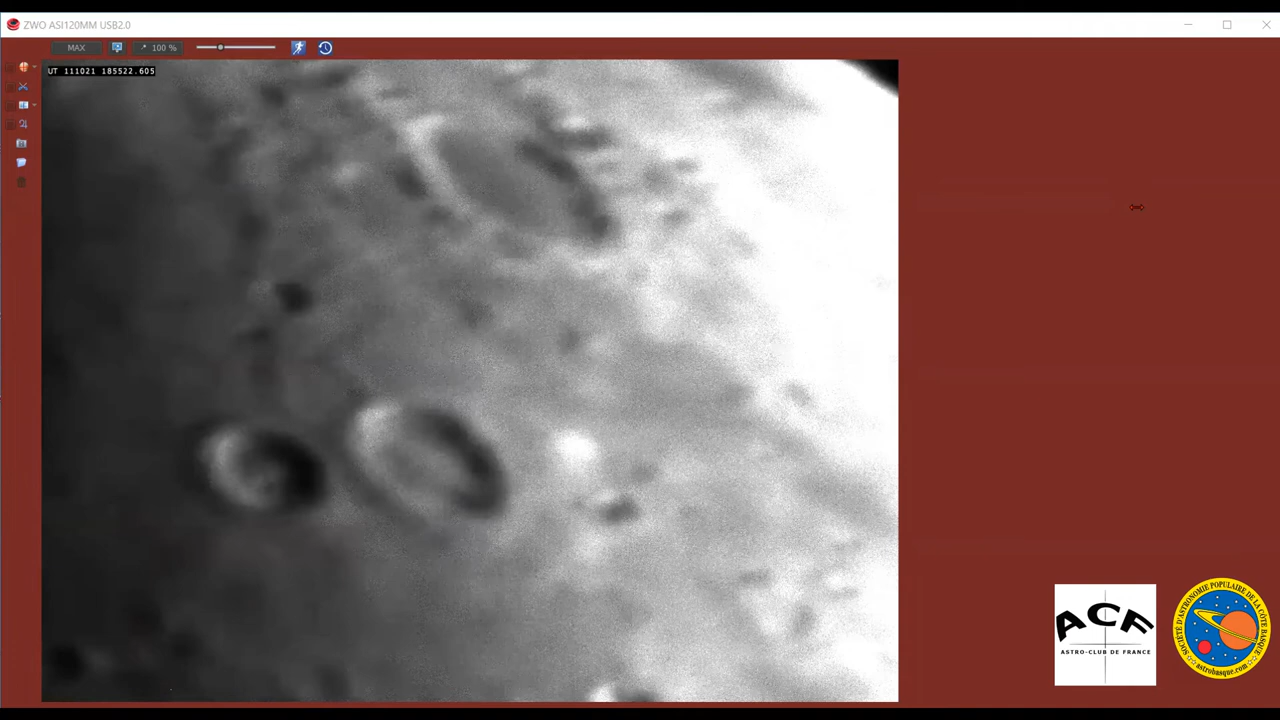 ZWO ASI120MM USB2.0
MAX
100 %
UT 111021 185522.605
ACF
ASTRO-CLUB DE FRANCE
SOCIÉTÉ D'ASTRONOMIE POPULAIRE DE LA CÔTE BASQUE
astrobasque.com